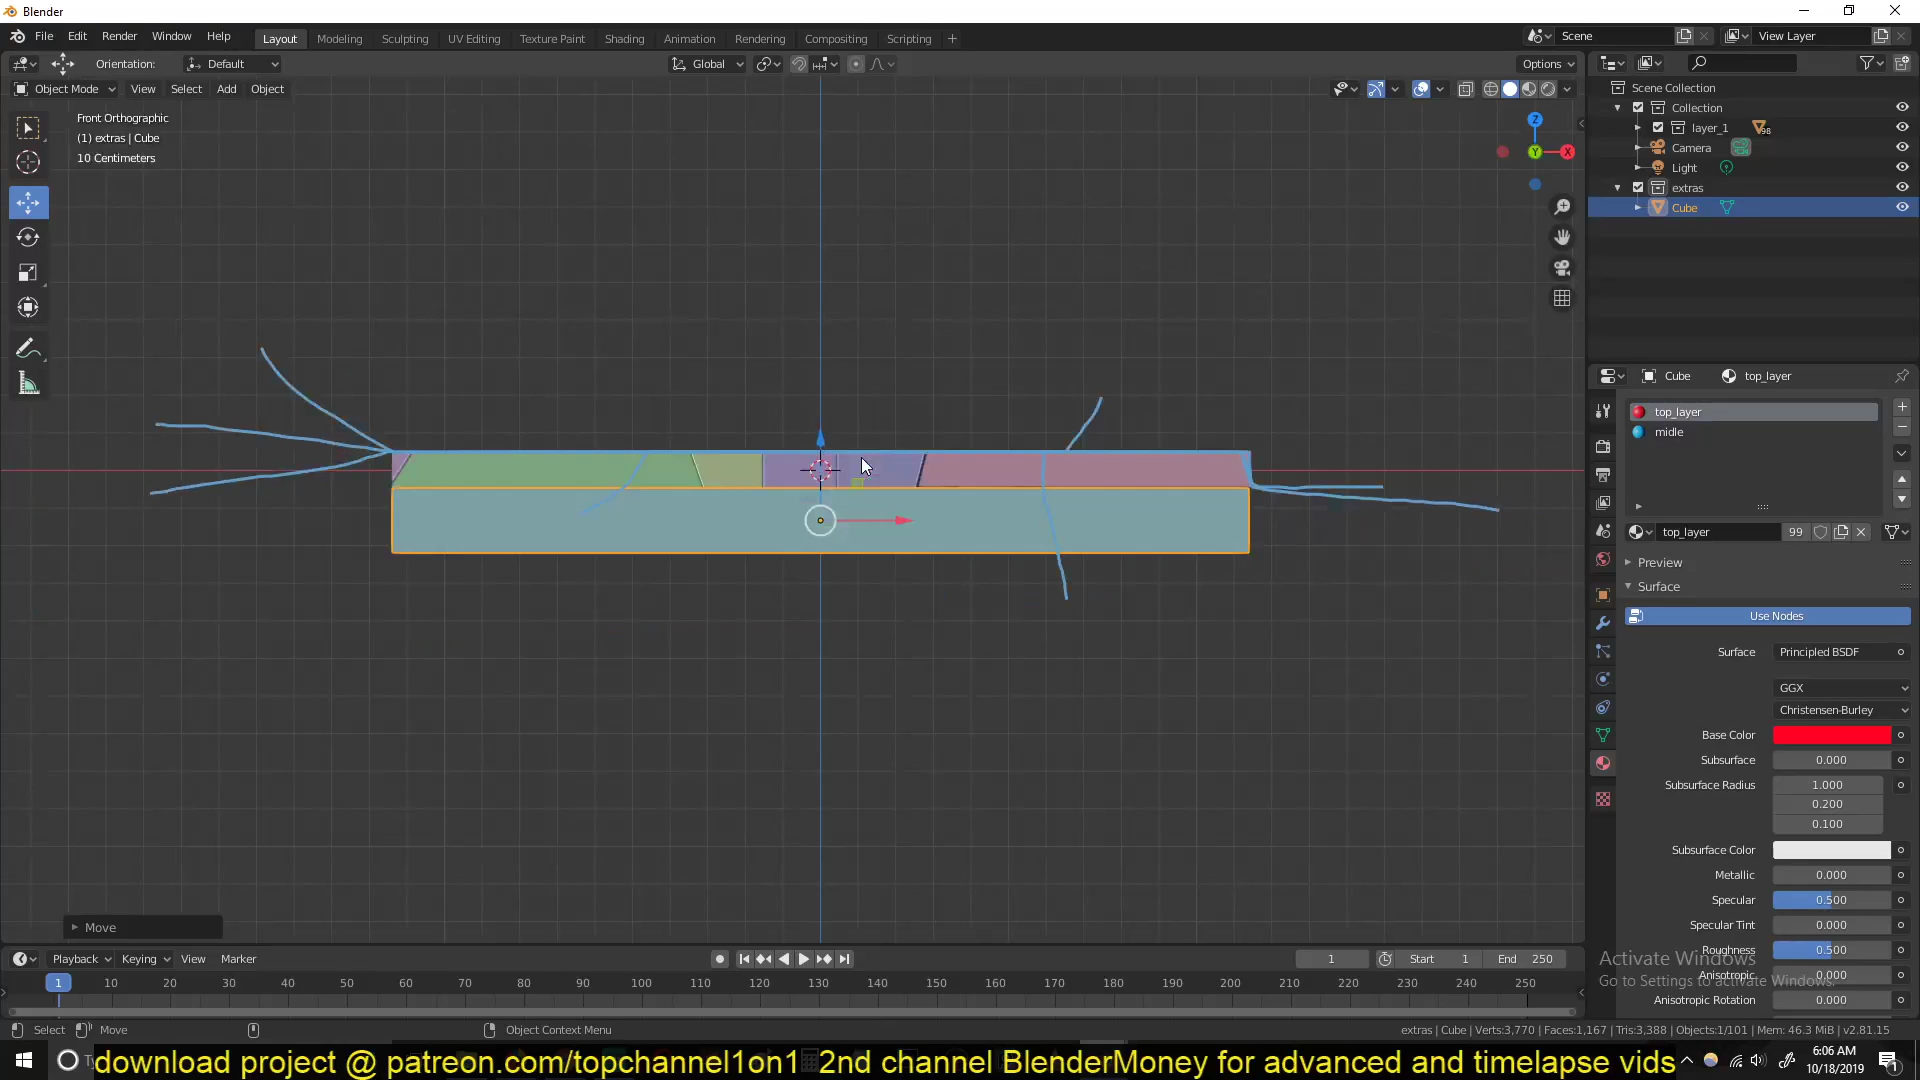 Blender
File Edit Render Window Help
Layout Modeling Sculpting UV Editing Texture Paint Shading Animation Rendering Compositing Scripting
Scene
View Layer
Orientation: Default
Global
Options
Object Mode View Select Add Object
Front Orthographic
(1) extras | Cube
10 Centimeters
Z
Y
X
Scene Collection
Collection
layer_1
98
Camera
Light
extras
Cube
Cube top_layer
top_layer
midle
top_layer 99
Preview
Surface
Use Nodes
Surface Principled BSDF
GGX
Christensen-Burley
Base Color
Subsurface 0.000
Subsurface Radius 1.000
0.200
0.100
Subsurface Color
Metallic 0.000
Specular 0.500
Specular Tint 0.000
Roughness 0.500
Anisotropic 0.000
Anisotropic Rotation 0.000
Activate Windows
Go to Settings to activate Windows.
Move
Playback Keying View Marker
1 Start 1 End 250
1 10 20 30 40 50 60 70 80 90 100 110 120 130 140 150 160 170 180 190 200 210 220 230 240 250
Select Move Object Context Menu
extras | Cube | Verts:3,770 | Faces:1,167 | Tris:3,388 | Objects:1/101 | Mem: 46.3 MiB | v2.81.15
download project @ patreon.com/topchannel1on1 2nd channel BlenderMoney for advanced and timelapse vids
6:06 AM
10/18/2019
1